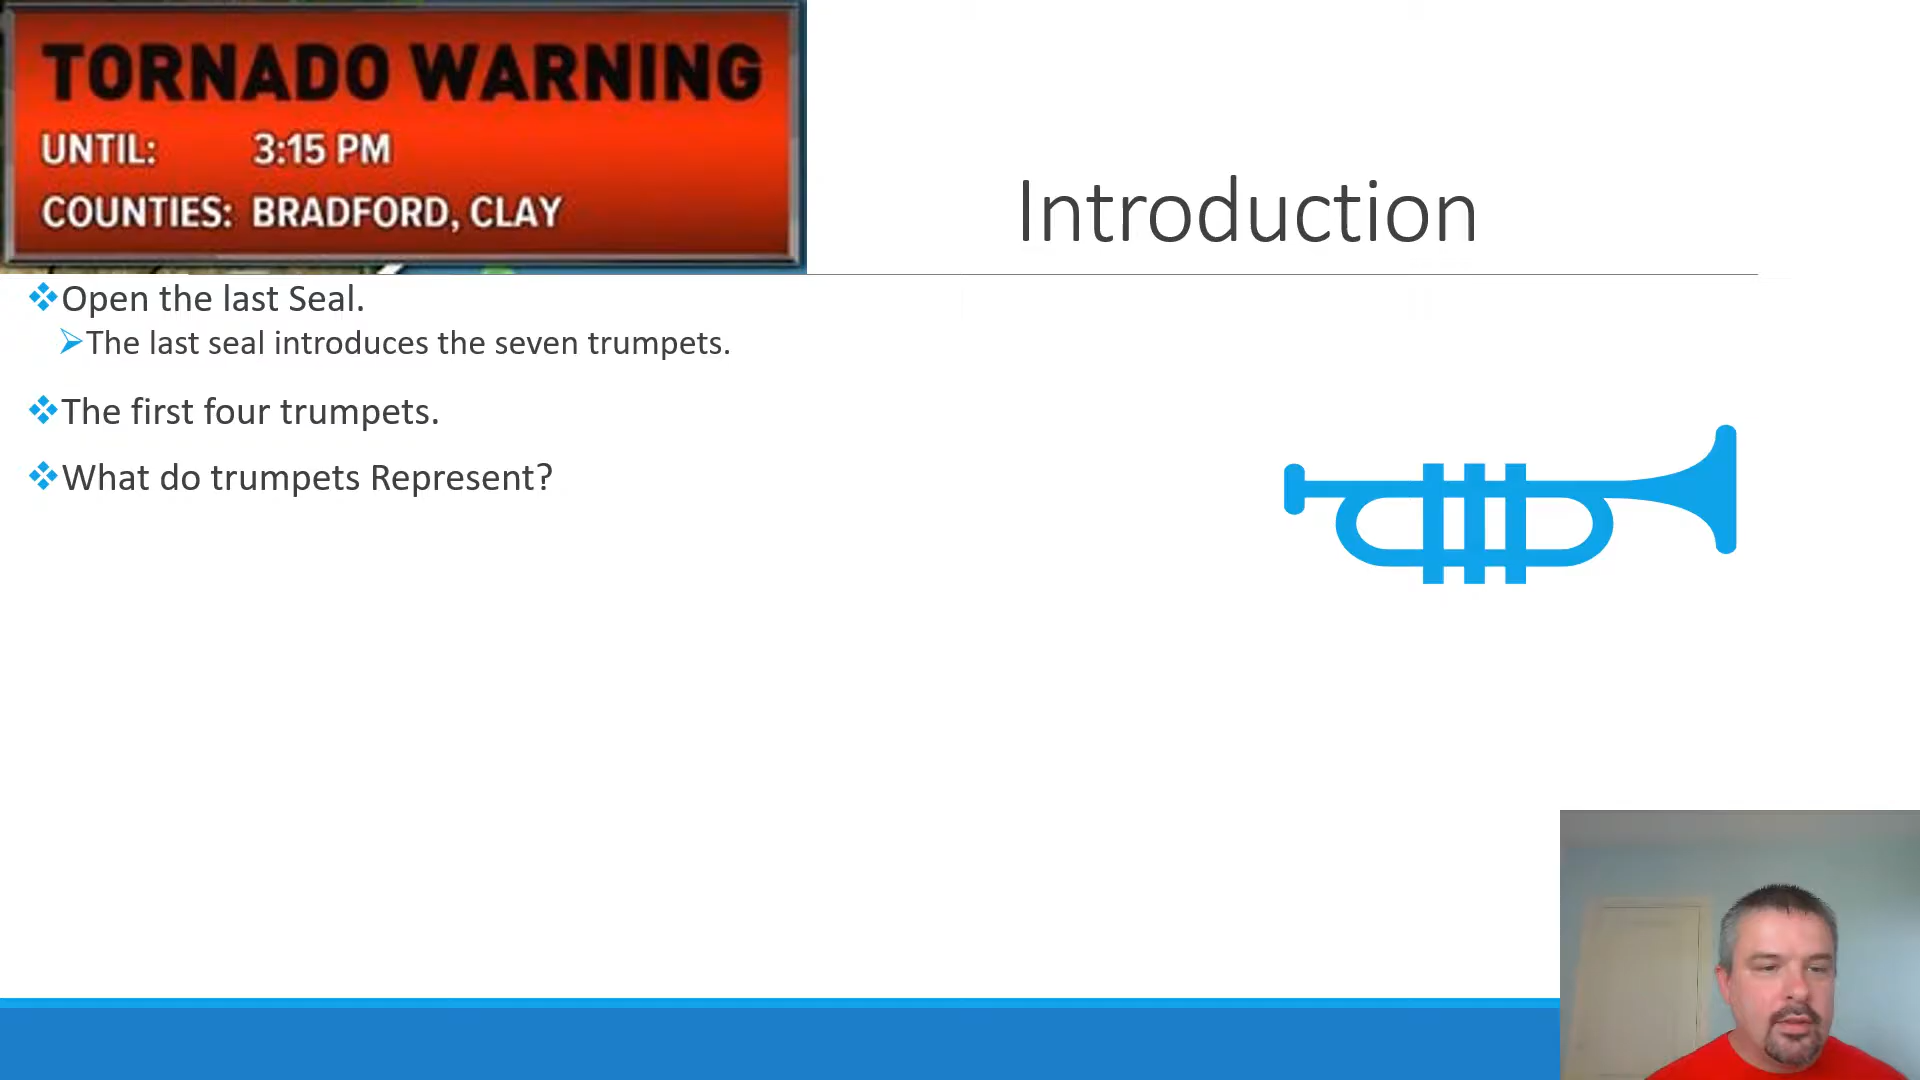 TORNADO WARNING
UNTIL: 3:15 PM
COUNTIES: BRADFORD, CLAY
Introduction
Open the last Seal.
The last seal introduces the seven trumpets.
The first four trumpets.
What do trumpets Represent?